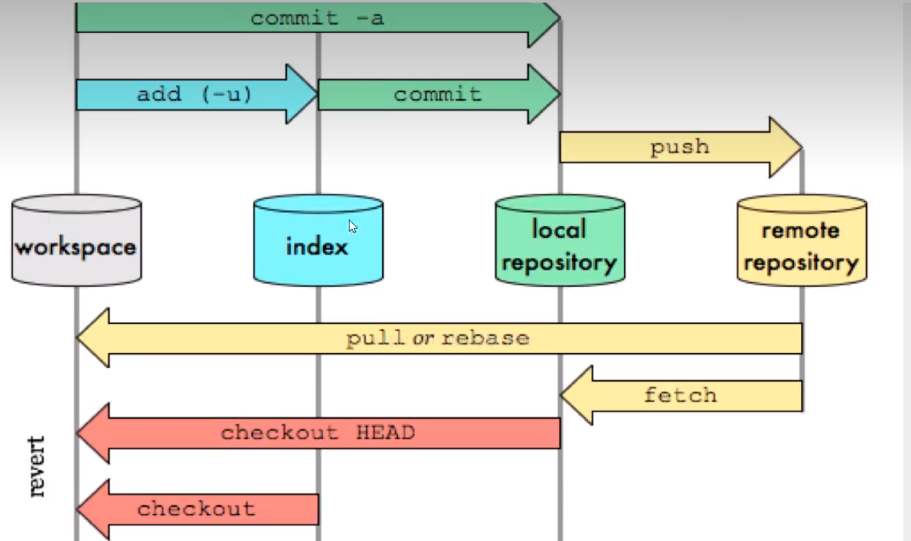 commit -a
add (-u)
commit
push
workspace
index
local
repository
remote
repository
pull or rebase
fetch
checkout HEAD
revert
checkout